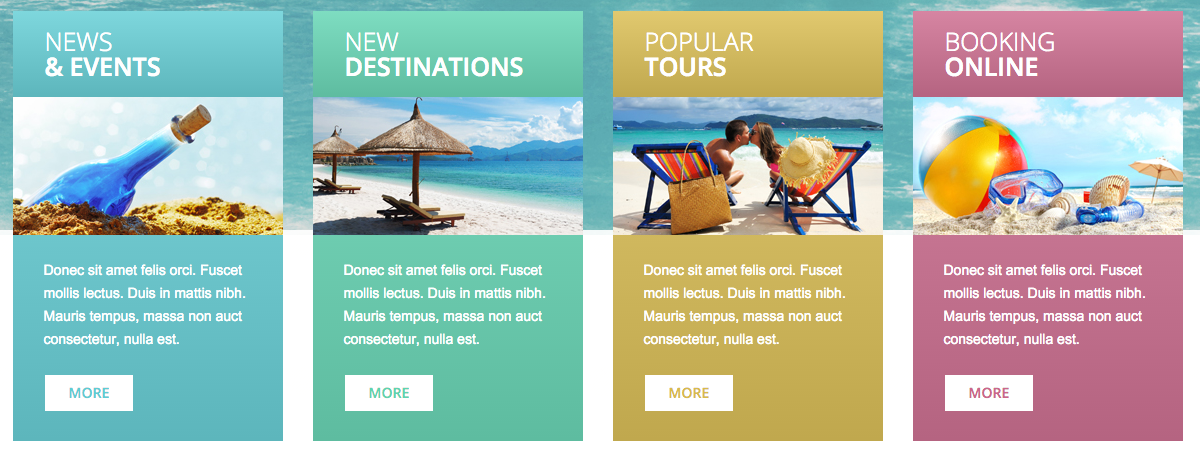 NEWS
& EVENTS
Donec sit amet felis orci. Fuscet
mollis lectus. Duis in mattis nibh.
Mauris tempus, massa non auct
consectetur, nulla est.
MORE
NEW
DESTINATIONS
Donec sit amet felis orci. Fuscet
mollis lectus. Duis in mattis nibh.
Mauris tempus, massa non auct
consectetur, nulla est.
MORE
POPULAR
TOURS
Donec sit amet felis orci. Fuscet
mollis lectus. Duis in mattis nibh.
Mauris tempus, massa non auct
consectetur, nulla est.
MORE
BOOKING
ONLINE
Donec sit amet felis orci. Fuscet
mollis lectus. Duis in mattis nibh.
Mauris tempus, massa non auct
consectetur, nulla est.
MORE